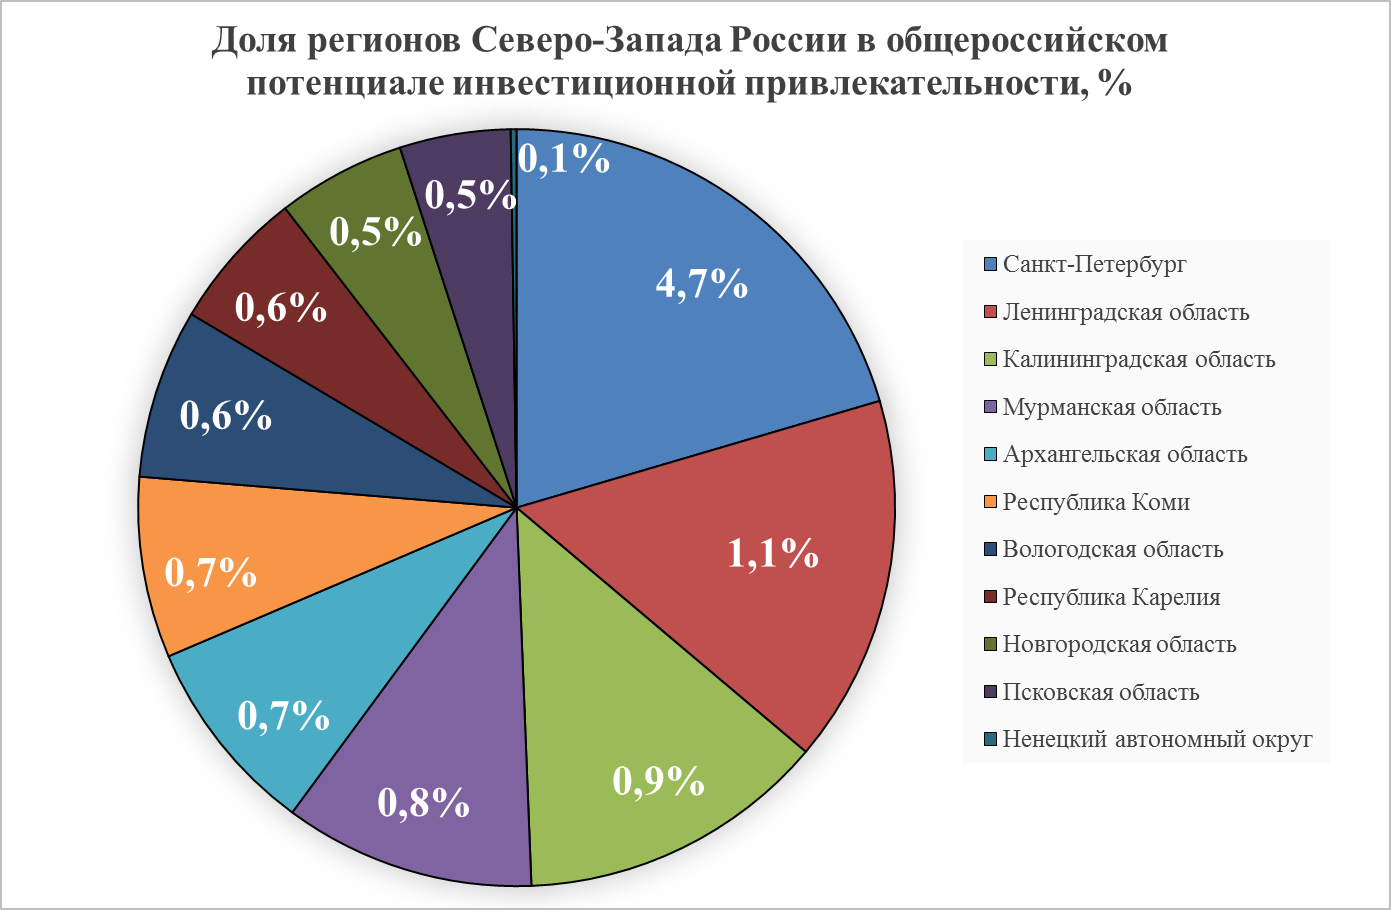 Доля регионов Северо-Запада России в общероссийском
потенциале инвестиционной привлекательности, %
0,1%
4,7%
1,1%
0,9%
0,8%
0,7%
0,7%
0,6%
0,6%
0,5%
0,5%
Санкт-Петербург
Ленинградская область
Калининградская область
Мурманская область
Архангельская область
Республика Коми
Вологодская область
Республика Карелия
Новгородская область
Псковская область
Ненецкий автономный округ